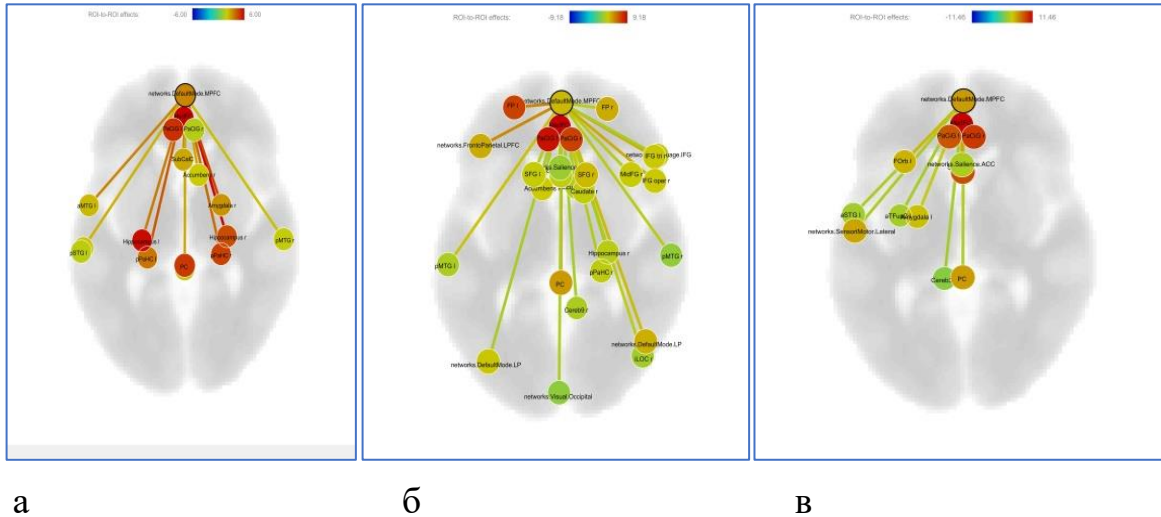 ROI-to-ROI effects: -6.00 6.00
networks.DefaultMode.MPFC
PaCiG l PaCiG r
SubCalC
Accumbens r
aMTG l
Amygdala r
Hippocampus l
Hippocampus r
pMTG r
pSTG l
pPaHC l
pPaHC r
PC
а
ROI-to-ROI effects: -9.18 9.18
networks.DefaultMode.MPFC
FP l
FP r
PaCiG l PaCiG r
networks.FrontoParietal.LPFC
IFG tri r
SFG l
SFG r
MidFG r
IFG oper r
Caudate r
Hippocampus r
pMTG l
pMTG r
pPaHC l
PC
Cereb9 r
networks.DefaultMode.LP
networks.DefaultMode.LP
iLOC r
networks.Visual.Occipital
б
ROI-to-ROI effects: -11.46 11.46
networks.DefaultMode.MPFC
PaCiG l PaCiG r
FOrb l
networks.Salience.ACC
aSTG l
Amygdala l
networks.SensoriMotor.Lateral
PC
в